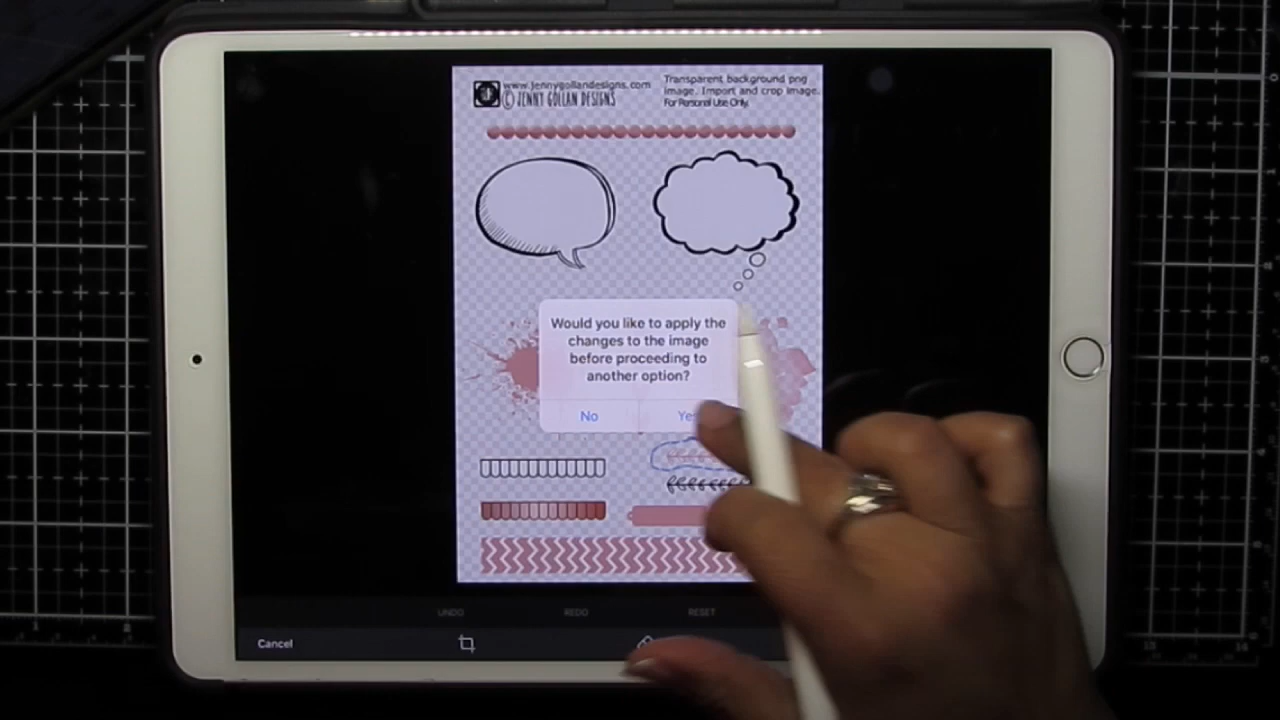 www.jennygollandesigns.com
© JENNY GOLLAN DESIGNS
Transparent background png
image. Import and crop image.
For Personal Use Only.
Would you like to apply the
changes to the image
before proceeding to
another option?
No
Yes
UNDO
REDO
RESET
Cancel